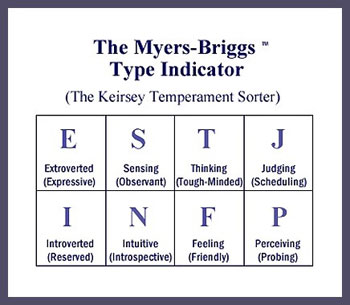 The Myers-Briggs ™
Type Indicator
(The Keirsey Temperament Sorter)
E S T J
Extroverted Sensing Thinking Judging
(Expressive) (Observant) (Tough-Minded) (Scheduling)
I N F P
Introverted Intuitive Feeling Perceiving
(Reserved) (Introspective) (Friendly) (Probing)